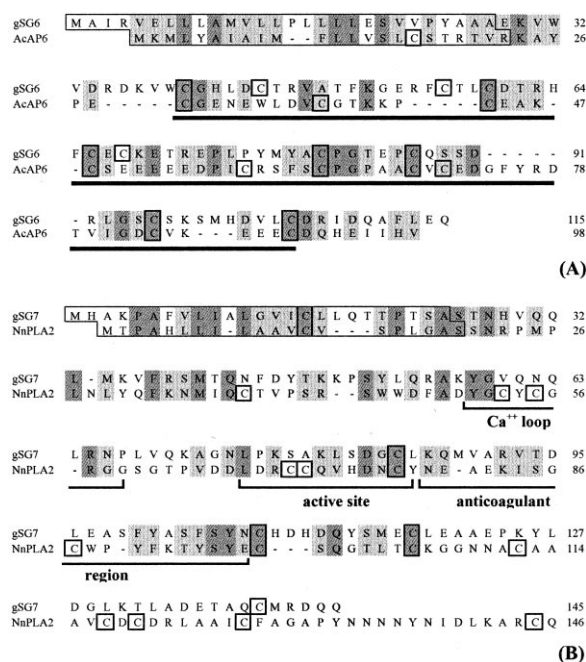 gSG6 M A I R V E L L L A M V L L P L L L L E S V V P Y A A A E K V W 32
AcAP6 M K M L Y A I A I M - F L L V S L C S T R T V R K A Y 26
gSG6 V D R D K V W C G H L D C T R V A T F K G E R F C T L C D T R H 64
AcAP6 P E - - - - - C G E N E W L D V C G T K K P - - - - C E A K - 47
gSG6 F C E C K E T R E P L P Y M Y A C P G T E P C Q S S D - - - - - 91
AcAP6 - C S E E E E E D P I C R S F S C P G P A A C V C E D G F Y R D 78
gSG6 - R L G S C S K S M H D V L C D R I D Q A F L E Q 115
AcAP6 T V I G D C V K - - E E E C D Q H E I I H V 98
(A)
gSG7 M H A K P A F V L I A L G V I C L L Q T T P T S A S T N H V Q Q 32
NnPLA2 M T P A H L L I L - A A V C V - - - S P L G A S S N R P M P 26
gSG7 L - M K V F R S M T Q N F D Y T K K P S Y L Q R A K Y G V Q N Q 63
NnPLA2 L N L Y Q F K N M I Q C T V P S R - S W W D F A D Y G C Y C G 56
Ca++ loop
gSG7 L R N P L V Q K A G N L P K S A K L S D G C L K Q M V A R V T D 95
NnPLA2 - R G G S G T P V D D L D R C C Q V H D N C Y N E - A E K I S G 86
active site anticoagulant
gSG7 L E A S F Y A S F S Y N C H D H D Q Y S M E C L E A A E P K Y L 127
NnPLA2 C W P - Y F K T Y S Y E C - - - S Q G T L T C K G G N N A C A A 114
region
gSG7 D G L K T L A D E T A Q C M R D Q Q 145
NnPLA2 A V C D C D R L A A I C F A G A P Y N N N N Y N I D L K A R C Q 146
(B)